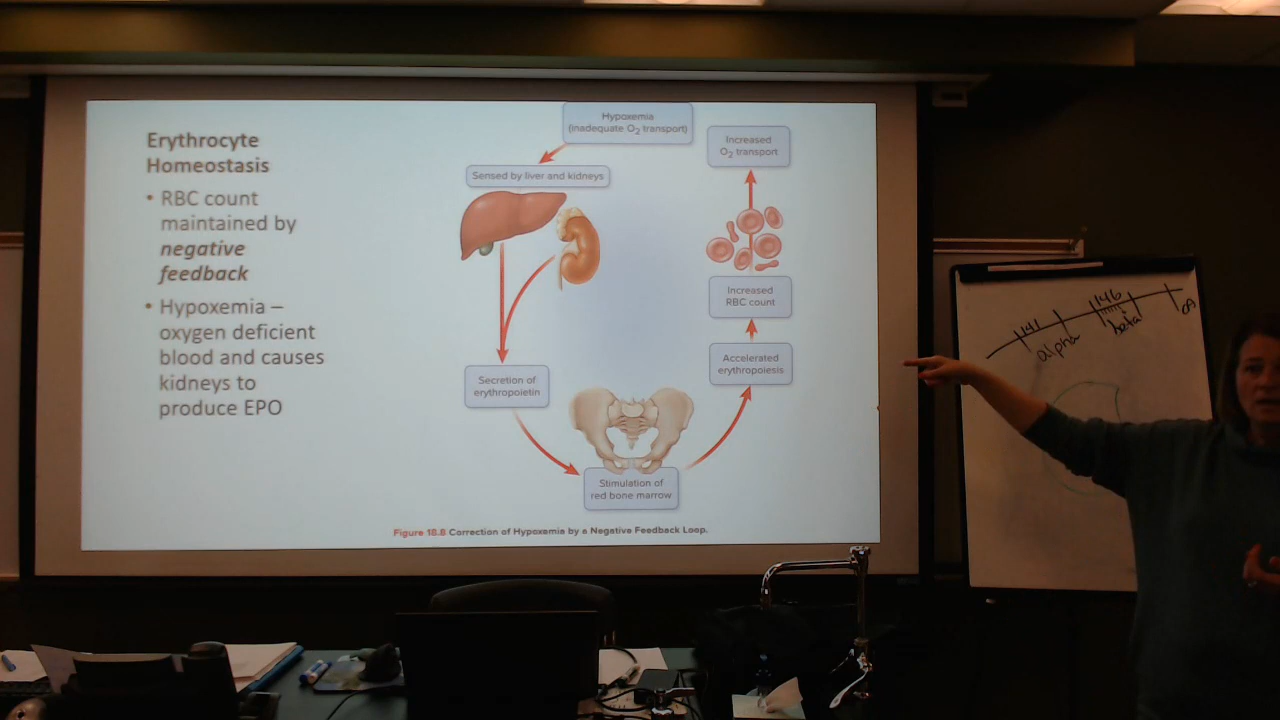 Erythrocyte
Homeostasis
• RBC count
maintained by
negative
feedback
• Hypoxemia –
oxygen deficient
blood and causes
kidneys to
produce EPO
Hypoxemia
(inadequate O2 transport)
Sensed by liver and kidneys
Secretion of
erythropoietin
Stimulation of
red bone marrow
Accelerated
erythropoiesis
Increased
RBC count
Increased
O2 transport
Figure 18.8 Correction of Hypoxemia by a Negative Feedback Loop.
141
alpha
146
beta